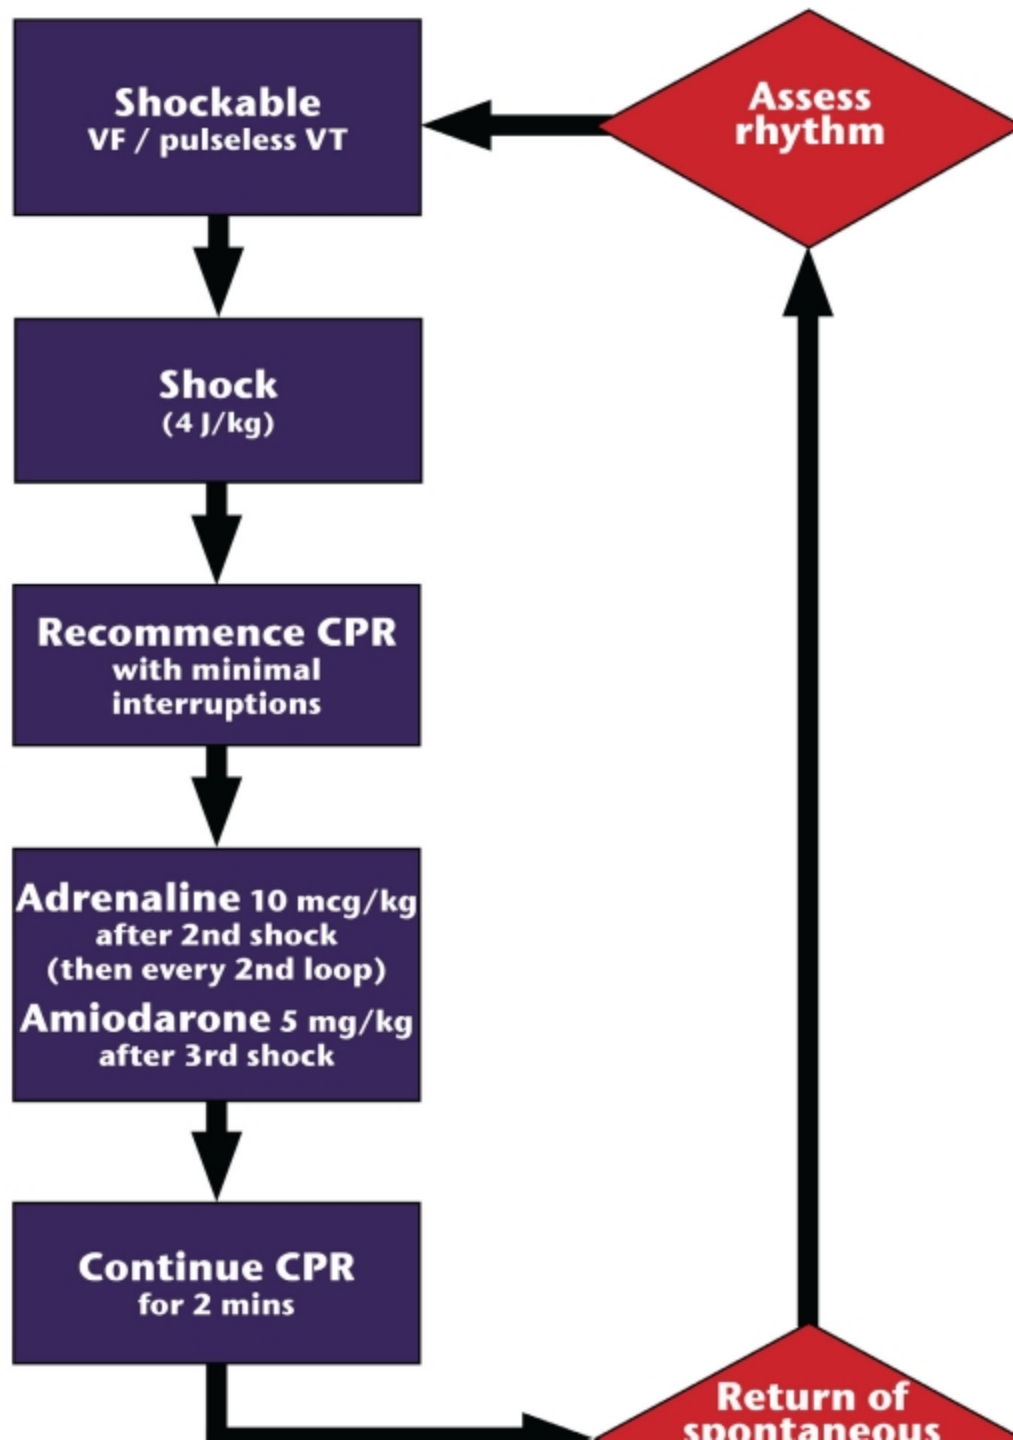 Shockable
VF / pulseless VT
Assess
rhythm
Shock
(4 J/kg)
Recommence CPR
with minimal
interruptions
Adrenaline 10 mcg/kg
after 2nd shock
(then every 2nd loop)
Amiodarone 5 mg/kg
after 3rd shock
Continue CPR
for 2 mins
Return of
spontaneous